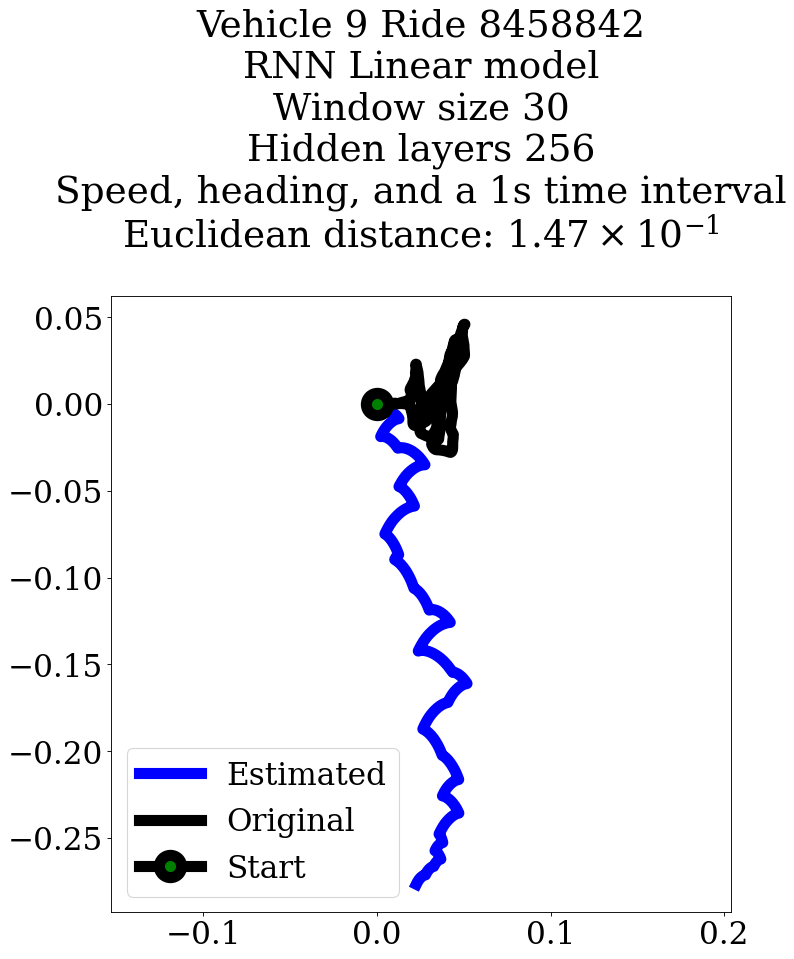 Vehicle 9 Ride 8458842
RNN Linear model
Window size 30
Hidden layers 256
Speed, heading, and a 1s time interval
Euclidean distance: 1.47 × 10⁻¹
0.05
0.00
−0.05
−0.10
−0.15
−0.20
−0.25
Estimated
Original
Start
−0.1
0.0
0.1
0.2